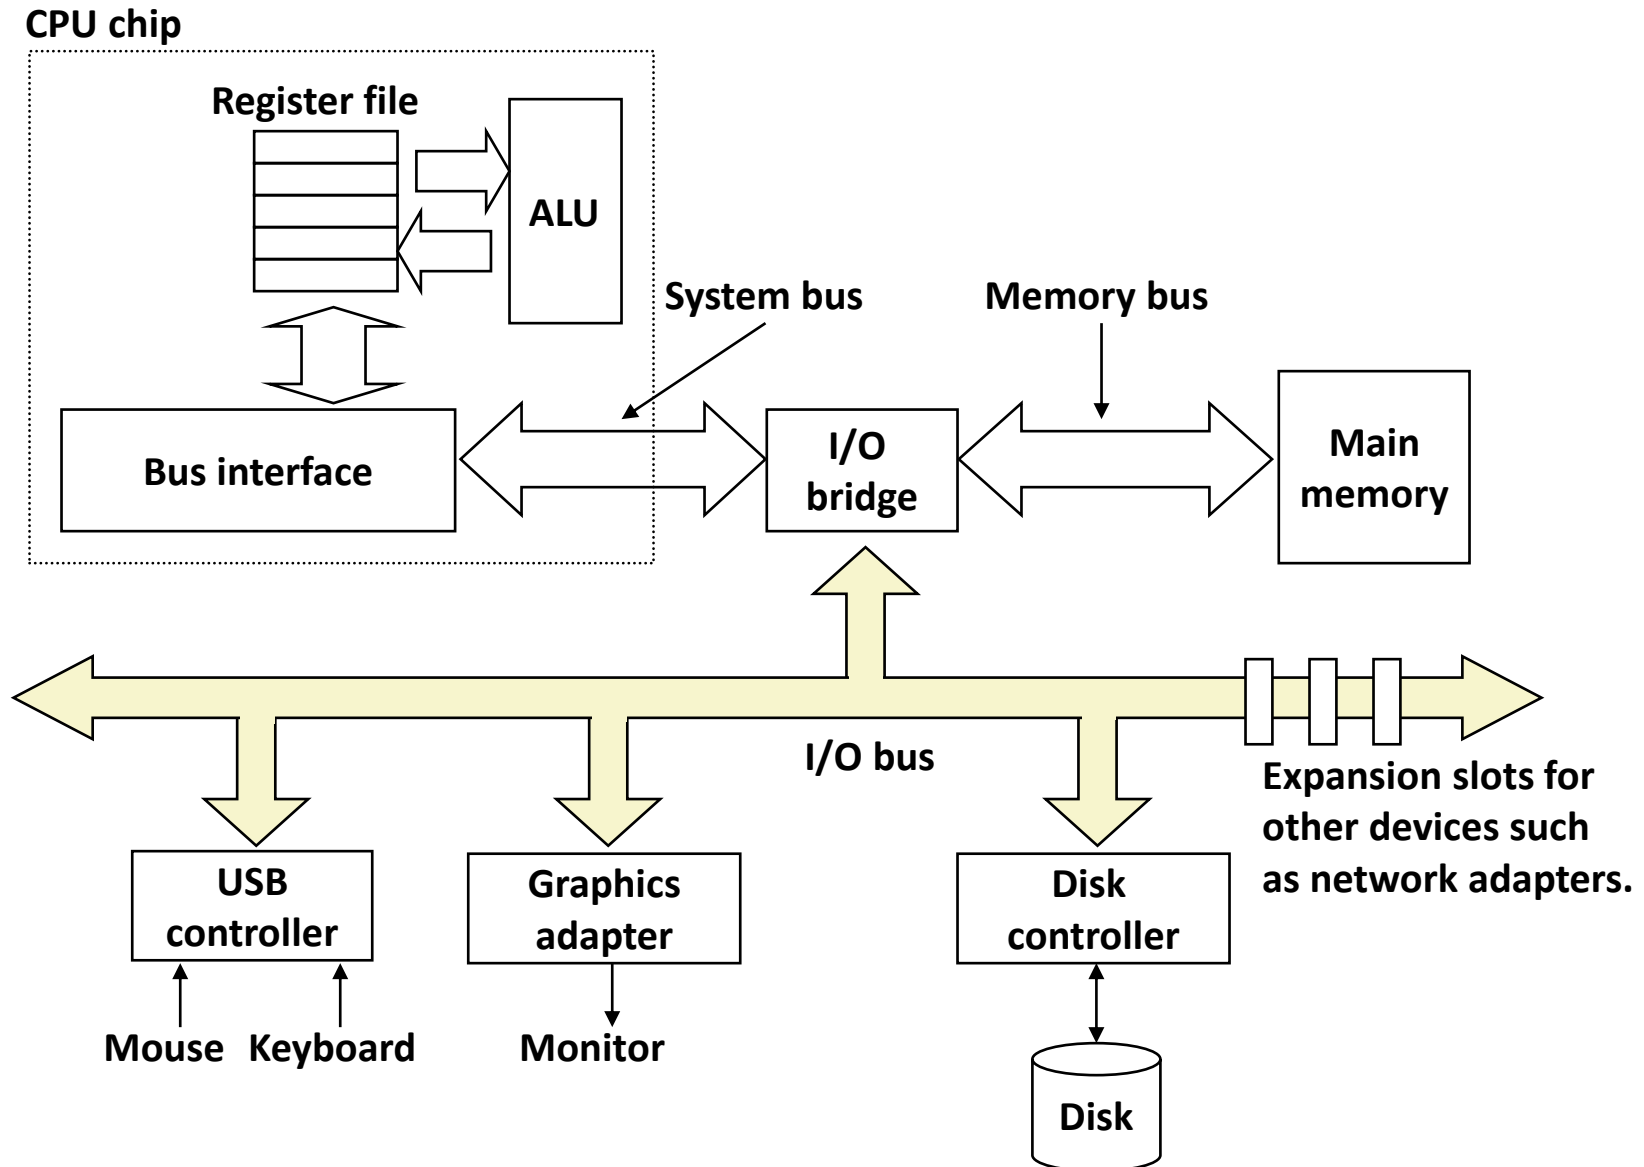 CPU chip
Register file
ALU
System bus
Memory bus
Bus interface
I/O
bridge
Main
memory
I/O bus
Expansion slots for
other devices such
as network adapters.
USB
controller
Graphics
adapter
Disk
controller
Mouse
Keyboard
Monitor
Disk